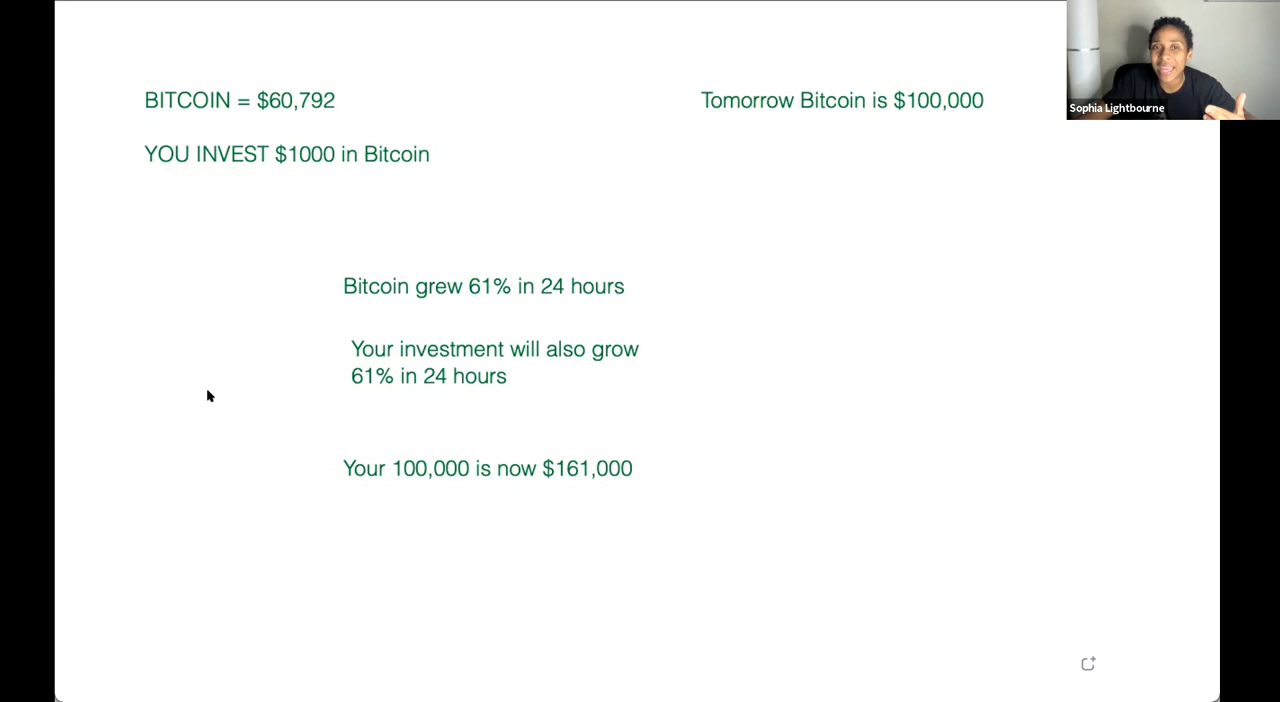 BITCOIN = $60,792
Tomorrow Bitcoin is $100,000
Sophia Lightbourne
YOU INVEST $1000 in Bitcoin
Bitcoin grew 61% in 24 hours
Your investment will also grow
61% in 24 hours
Your 100,000 is now $161,000